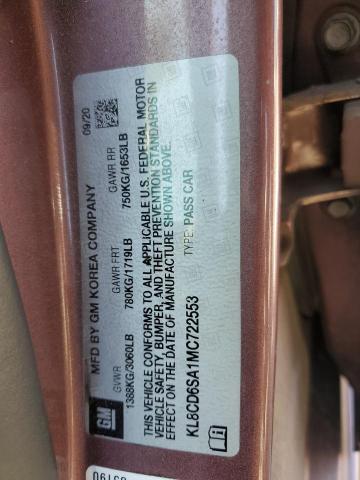 GM
MFD BY GM KOREA COMPANY
09/20
GVWR
GAWR FRT
GAWR RR
1388KG/3060LB
780KG/1719LB
750KG/1653LB
THIS VEHICLE CONFORMS TO ALL APPLICABLE U.S. FEDERAL MOTOR
VEHICLE SAFETY, BUMPER, AND THEFT PREVENTION STANDARDS IN
EFFECT ON THE DATE OF MANUFACTURE SHOWN ABOVE.
KL8CD6SA1MC722553
TYPE: PASS CAR